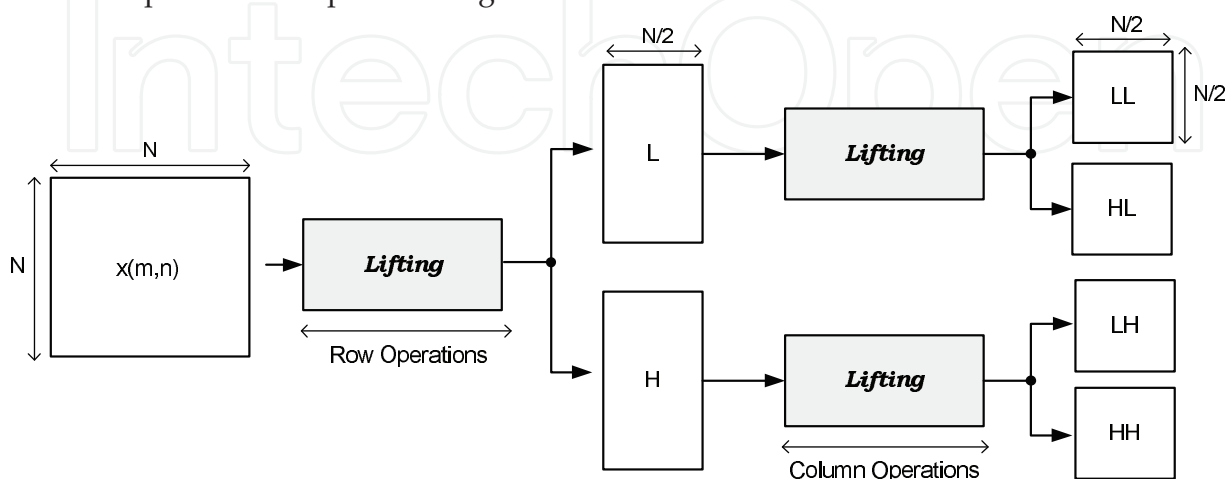 IntechOpen
N/2
N/2
N/2
LL
N
L
Lifting
HL
N
x(m,n)
Lifting
Row Operations
H
Lifting
LH
HH
Column Operations